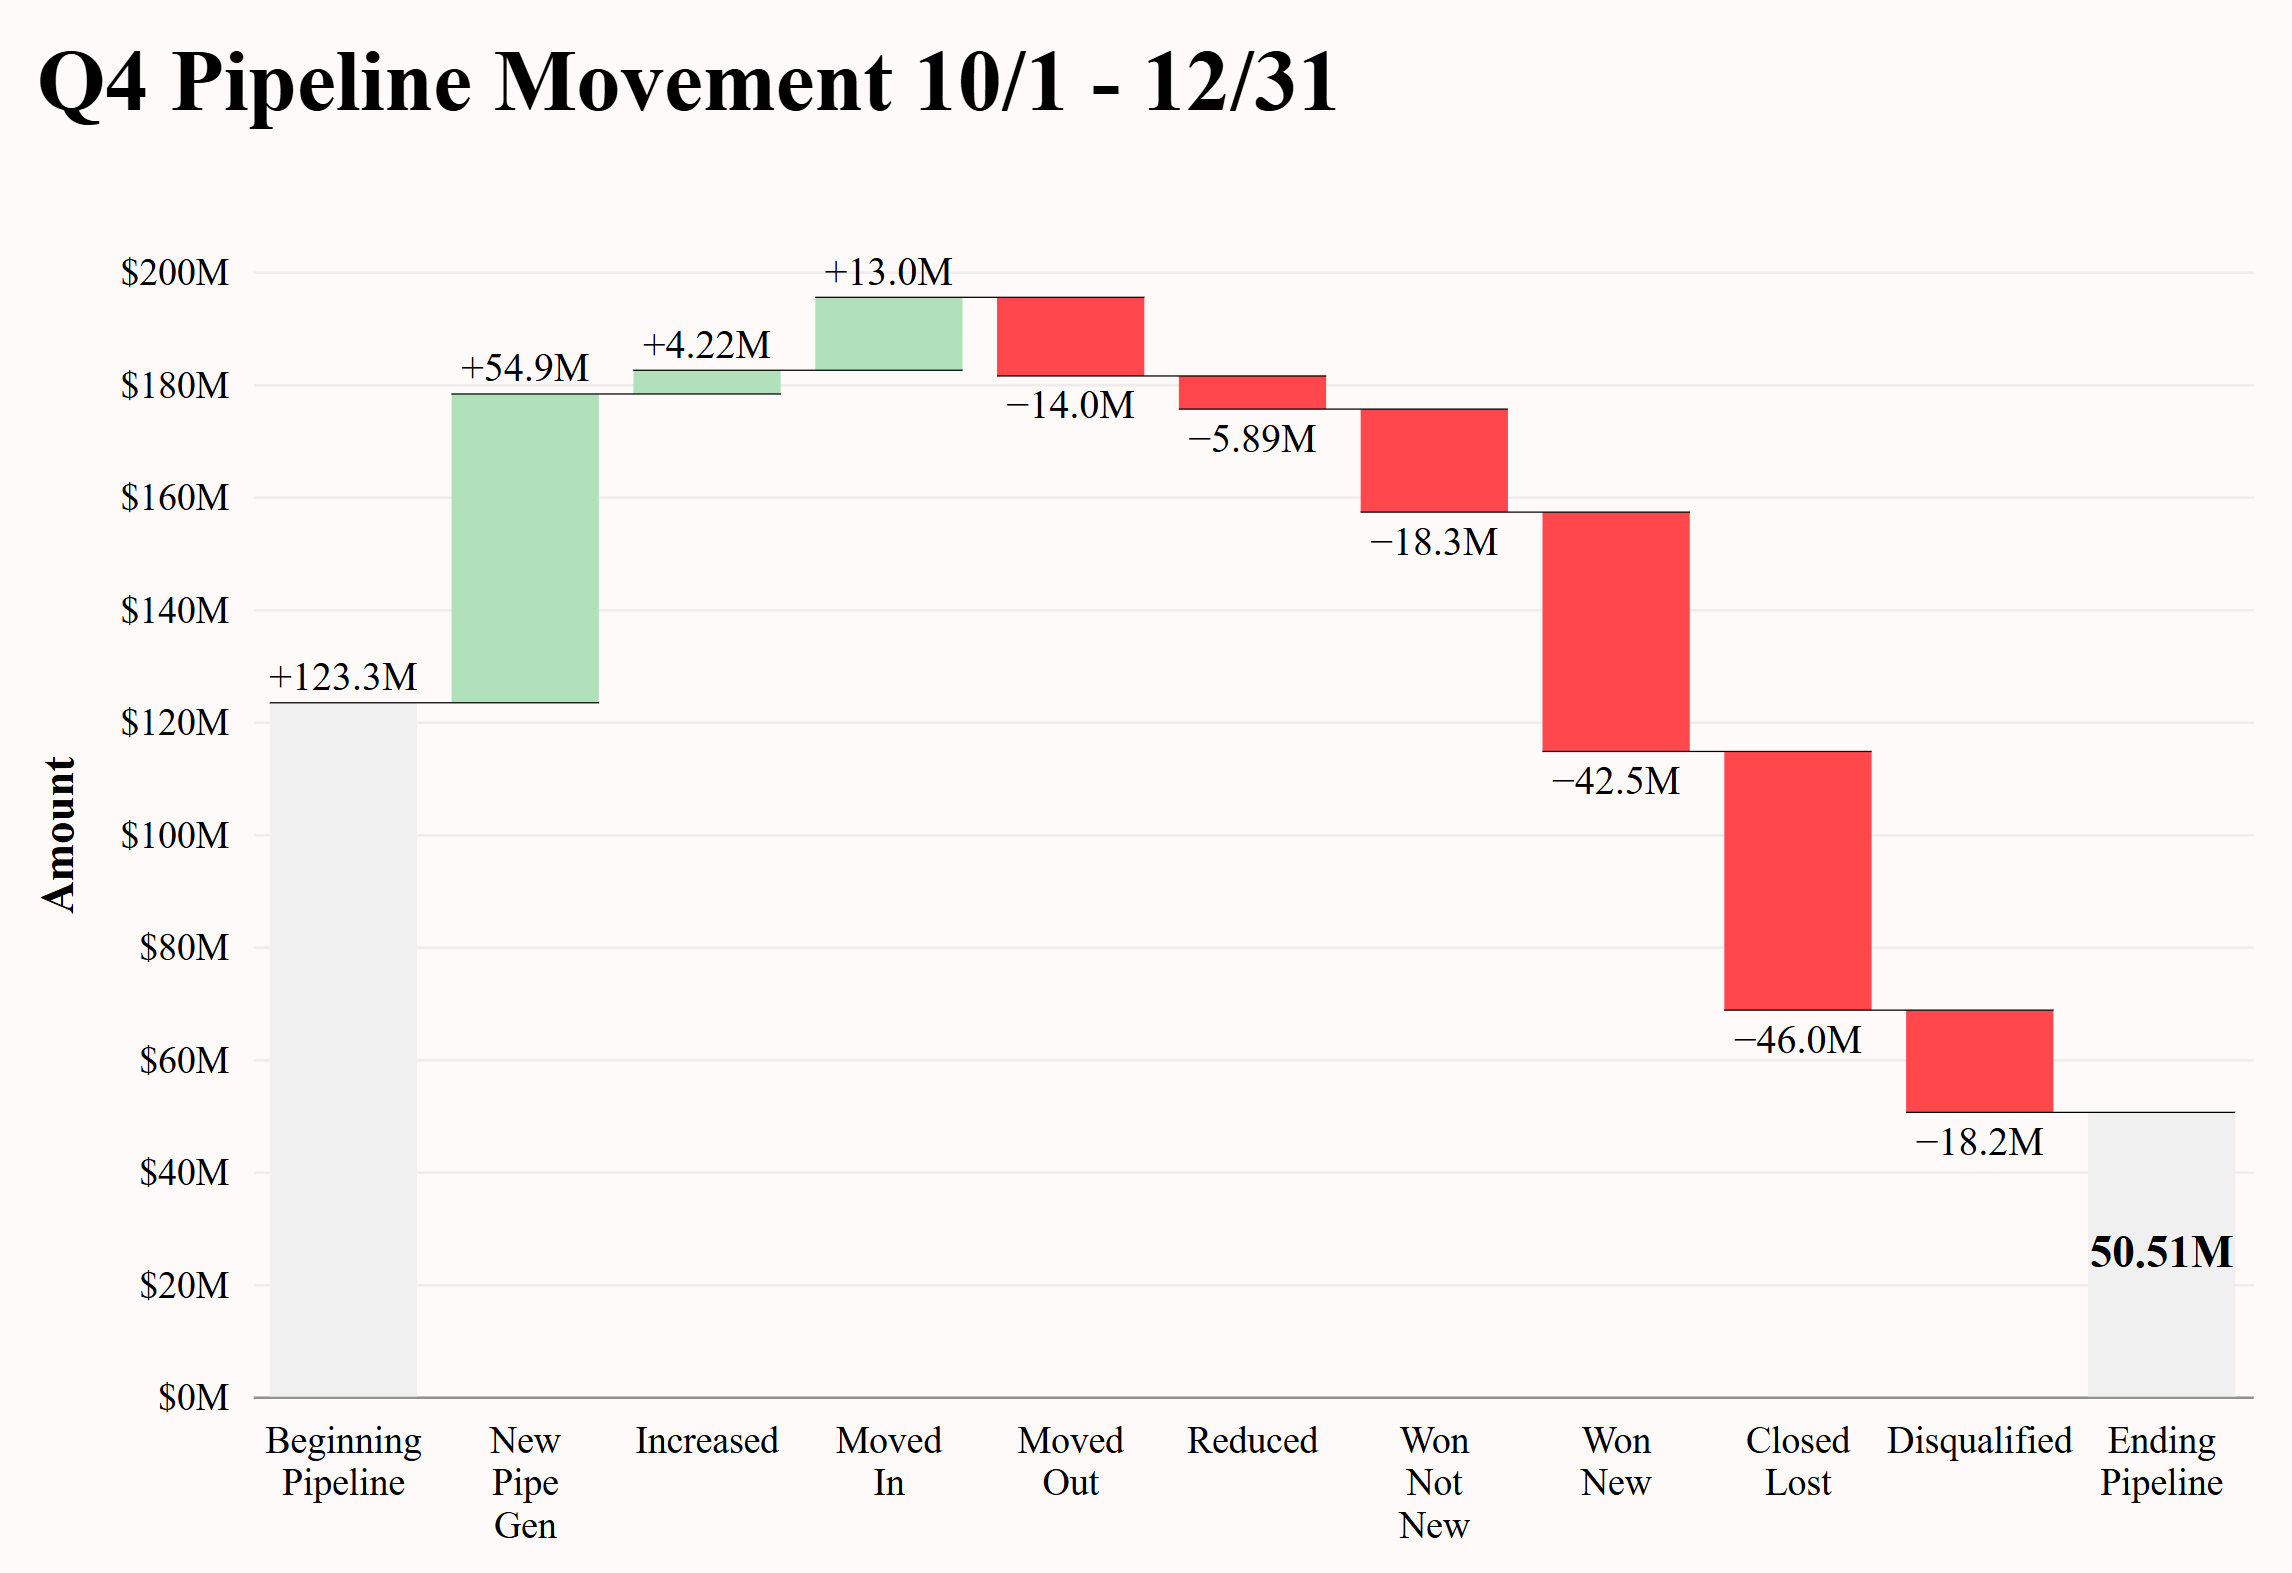 Q4 Pipeline Movement 10/1 - 12/31
Amount
$200M
$180M
$160M
$140M
$120M
$100M
$80M
$60M
$40M
$20M
$0M
+123.3M
+54.9M
+4.22M
+13.0M
−14.0M
−5.89M
−18.3M
−42.5M
−46.0M
−18.2M
50.51M
Beginning
Pipeline
New
Pipe
Gen
Increased
Moved
In
Moved
Out
Reduced
Won
Not
New
Won
New
Closed
Lost
Disqualified
Ending
Pipeline